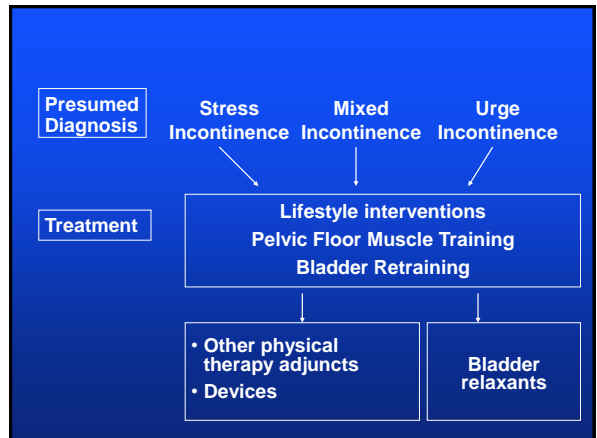 Presumed
Diagnosis
Stress
Incontinence
Mixed
Incontinence
Urge
Incontinence
Treatment
Lifestyle interventions
Pelvic Floor Muscle Training
Bladder Retraining
• Other physical
therapy adjuncts
• Devices
Bladder
relaxants